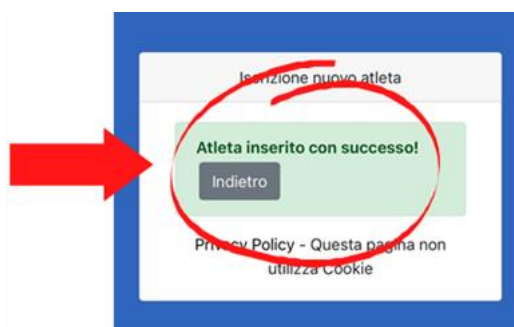 Iscrizione nuovo atleta
Atleta inserito con successo!
Indietro
Privacy Policy - Questa pagina non
utilizza Cookie